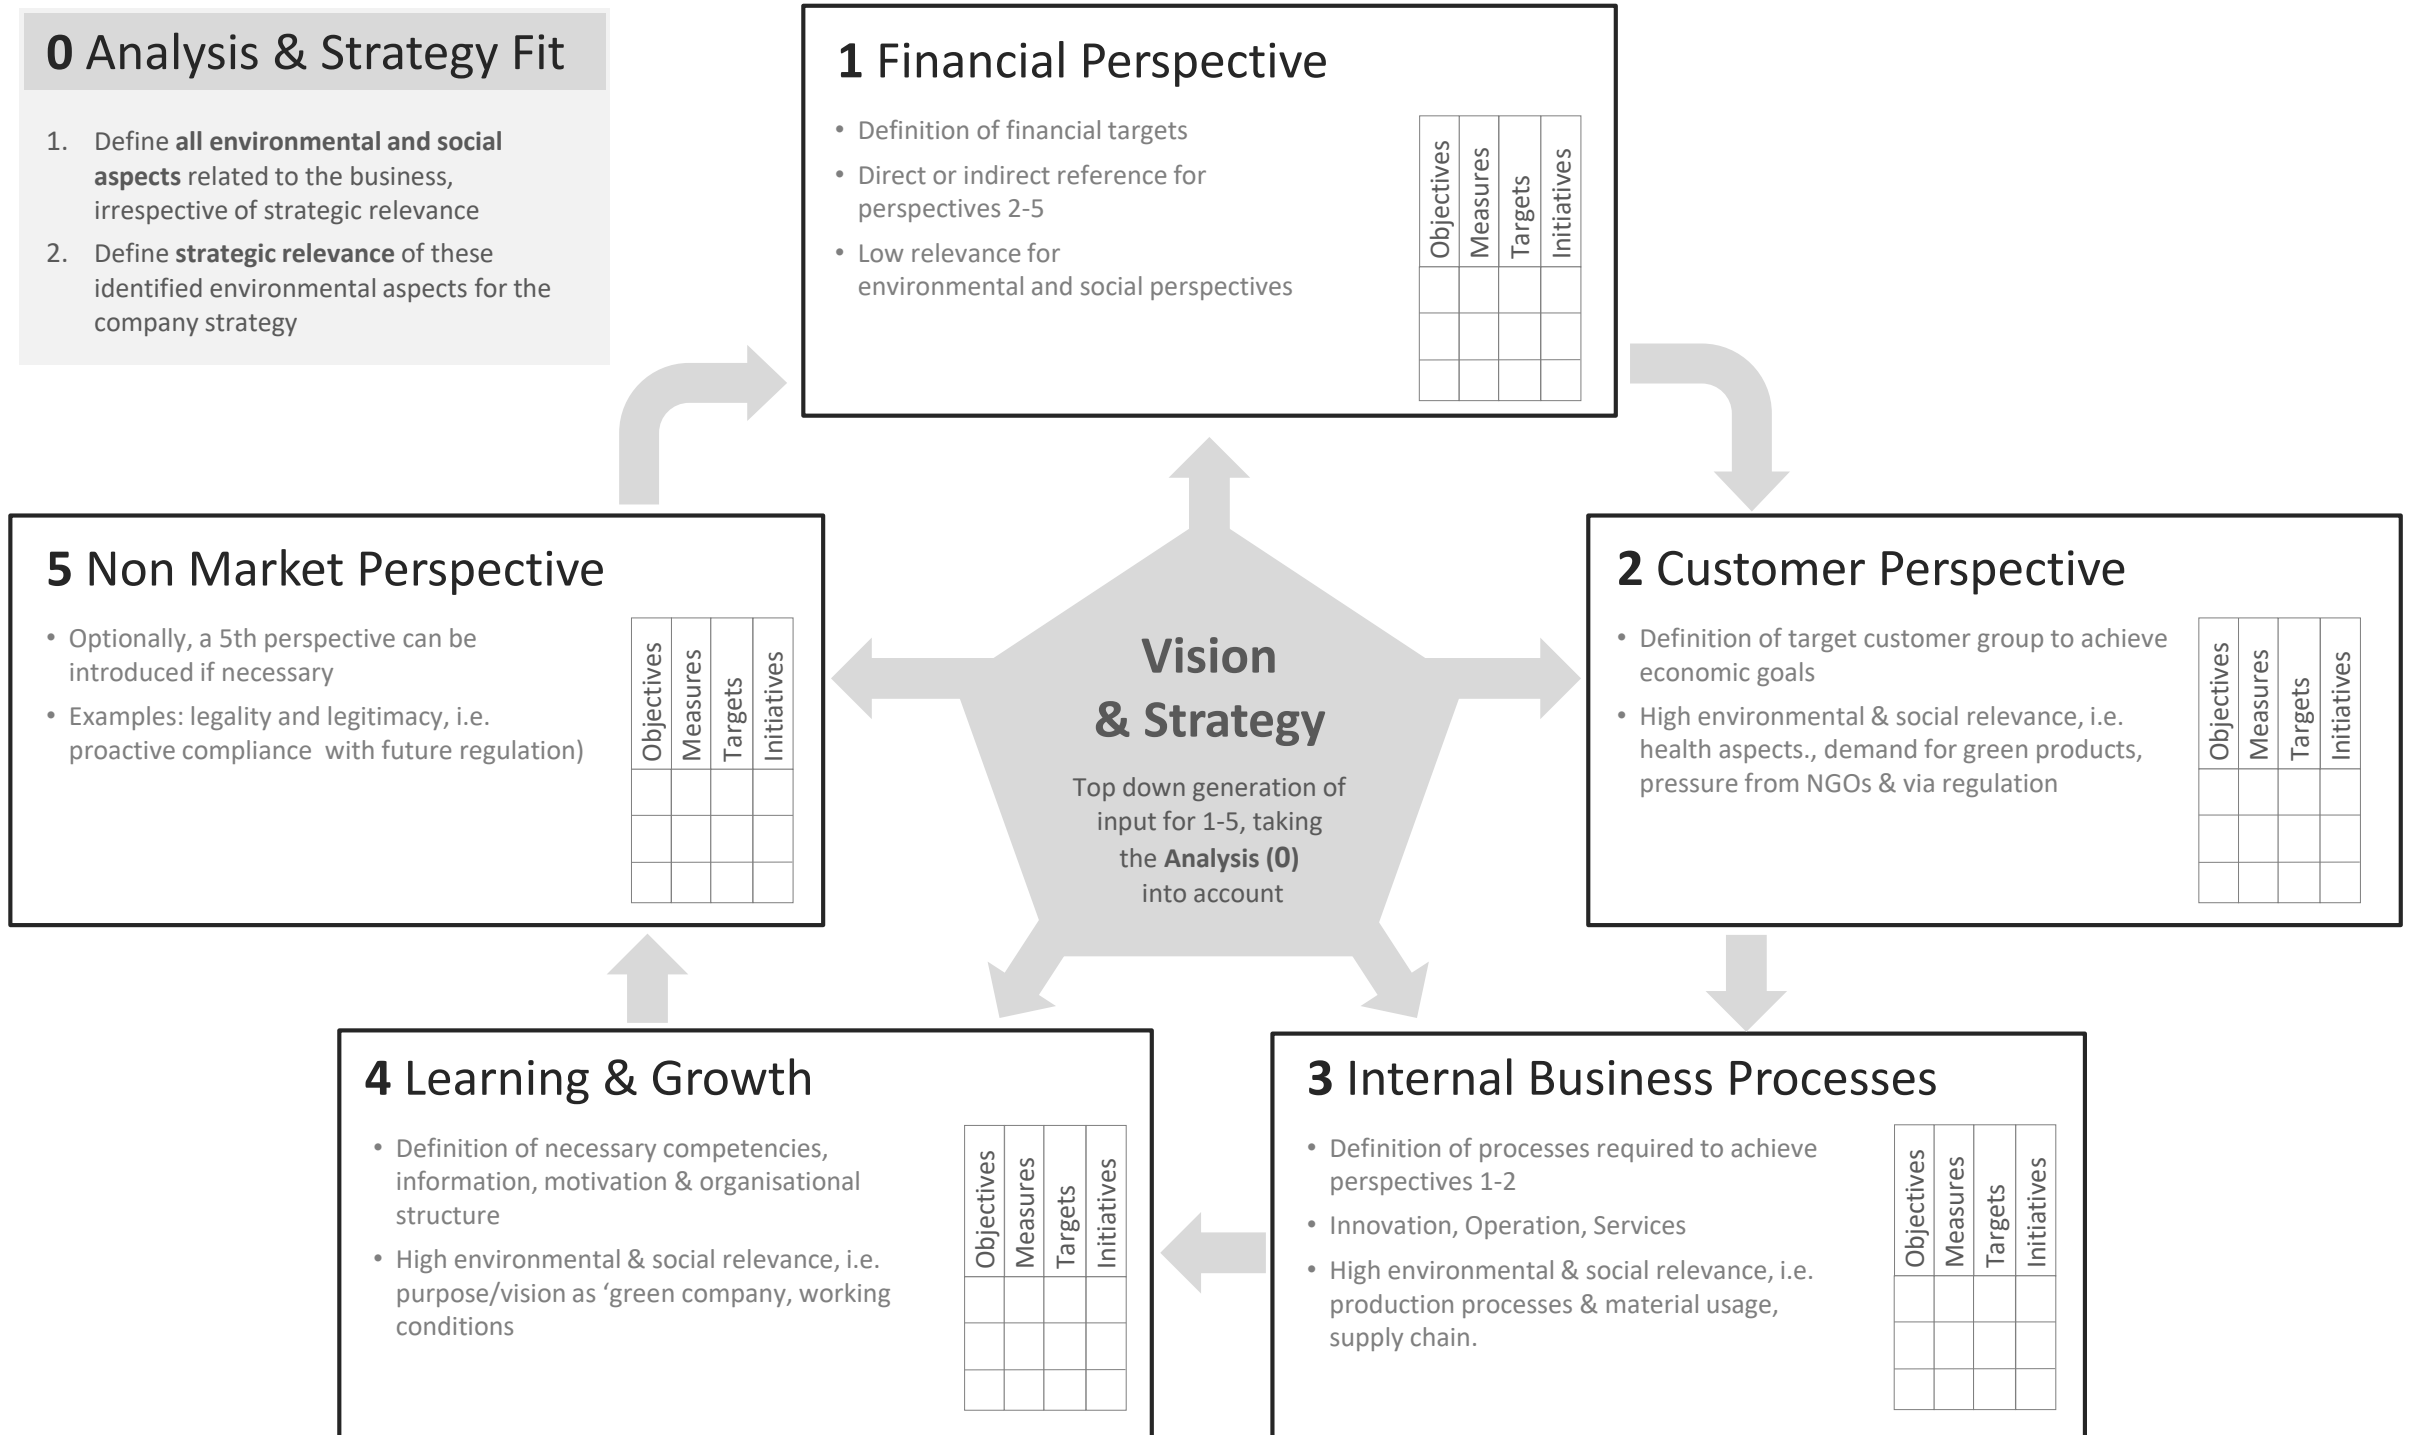 0 Analysis & Strategy Fit
1. Define all environmental and social
aspects related to the business,
irrespective of strategic relevance
2. Define strategic relevance of these
identified environmental aspects for the
company strategy
1 Financial Perspective
• Definition of financial targets
• Direct or indirect reference for
perspectives 2-5
• Low relevance for
environmental and social perspectives
Objectives
Measures
Targets
Initiatives
2 Customer Perspective
• Definition of target customer group to achieve
economic goals
• High environmental & social relevance, i.e.
health aspects., demand for green products,
pressure from NGOs & via regulation
Objectives
Measures
Targets
Initiatives
3 Internal Business Processes
• Definition of processes required to achieve
perspectives 1-2
• Innovation, Operation, Services
• High environmental & social relevance, i.e.
production processes & material usage,
supply chain.
Objectives
Measures
Targets
Initiatives
4 Learning & Growth
• Definition of necessary competencies,
information, motivation & organisational
structure
• High environmental & social relevance, i.e.
purpose/vision as ‘green company, working
conditions
Objectives
Measures
Targets
Initiatives
5 Non Market Perspective
• Optionally, a 5th perspective can be
introduced if necessary
• Examples: legality and legitimacy, i.e.
proactive compliance  with future regulation)
Objectives
Measures
Targets
Initiatives
Vision
& Strategy
Top down generation of
input for 1-5, taking
the Analysis (0)
into account